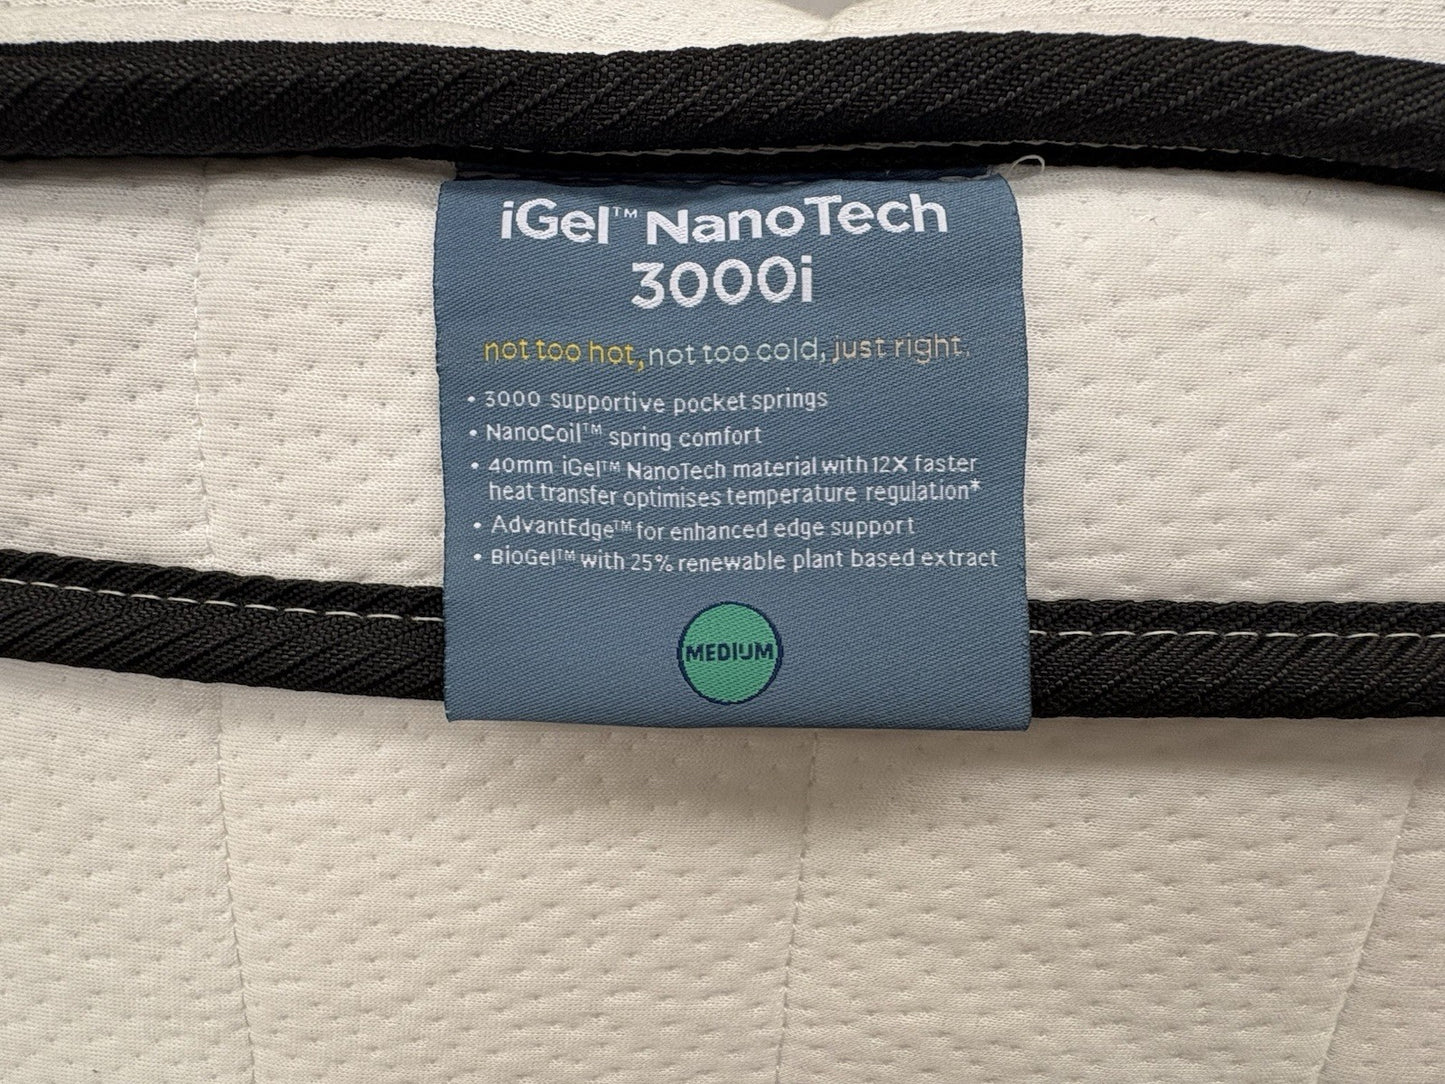 iGel™ NanoTech
3000i
not too hot, not too cold, just right.
• 3000 supportive pocket springs
• NanoCoil™ spring comfort
• 40mm iGel™ NanoTech material with 12X faster
heat transfer optimises temperature regulation*
• AdvantEdge™ for enhanced edge support
• BioGel™ with 25% renewable plant based extract
MEDIUM